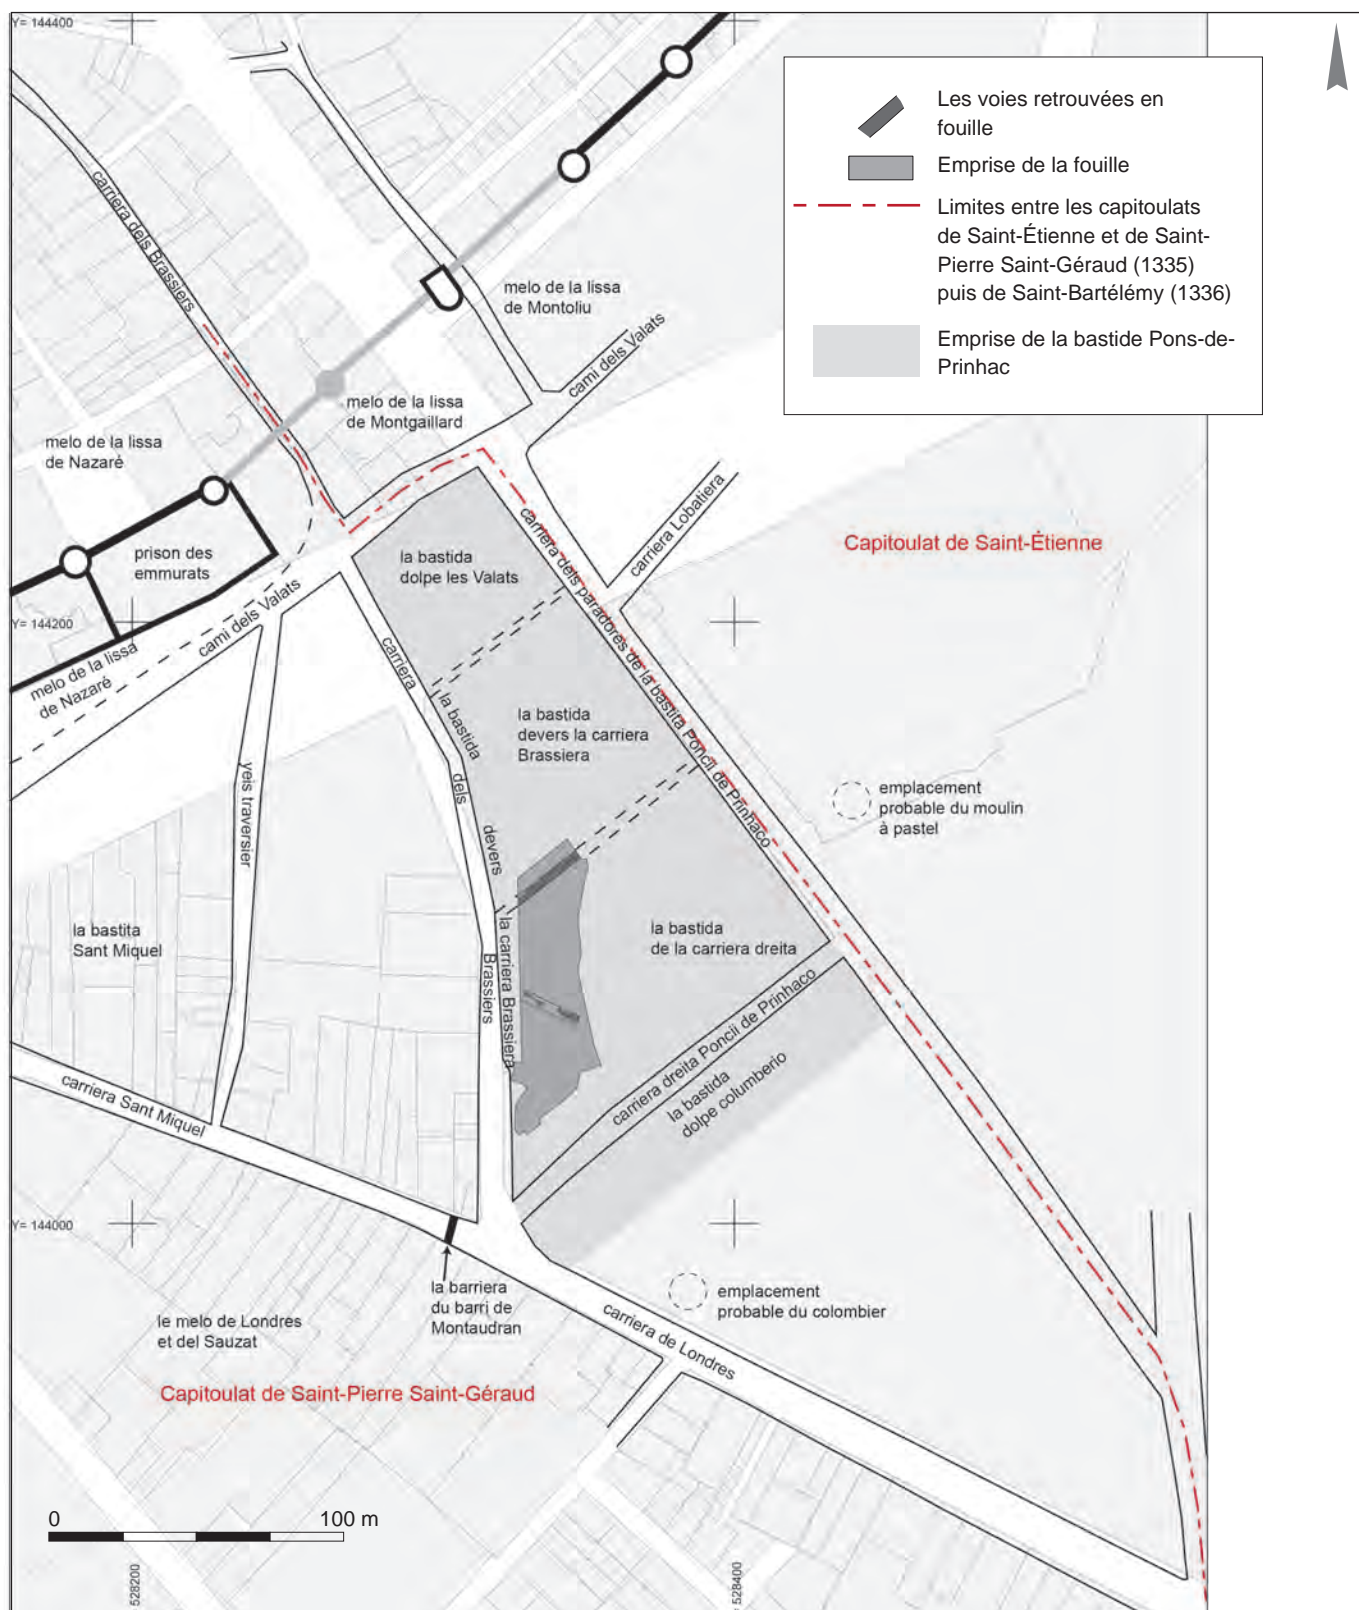 Y= 144400
Les voies retrouvées en
fouille
Emprise de la fouille
Limites entre les capitoulats
de Saint-Étienne et de Saint-
Pierre Saint-Géraud (1335)
puis de Saint-Bartélémy (1336)
Emprise de la bastide Pons-de-
Prinhac
carriera dels Brassiers
melo de la lissa
de Montoliu
cami dels Valats
melo de la lissa
de Montgaillard
melo de la lissa
de Nazaré
prison des
emmurats
la bastida
dolpe les Valats
carriera Lobatiera
Capitoulat de Saint-Étienne
Y= 144200
cami dels Valats
melo de la lissa
de Nazaré
carriera dels paradores de la bastita Poncii de Prinhaco
carriera
dels
Brassiers
la bastida
devers
la carriera Brassiera
la bastida
devers la carriera
Brassiera
yeis traversier
emplacement
probable du moulin
à pastel
la bastita
Sant Miquel
la bastida
de la carriera dreita
carriera dreita Poncii de Prinhaco
la bastida
dolpe columberio
carriera Sant Miquel
Y= 144000
la barriera
du barri de
Montaudran
emplacement
probable du colombier
le melo de Londres
et del Sauzat
carriera de Londres
Capitoulat de Saint-Pierre Saint-Géraud
0 100 m
528200
528400